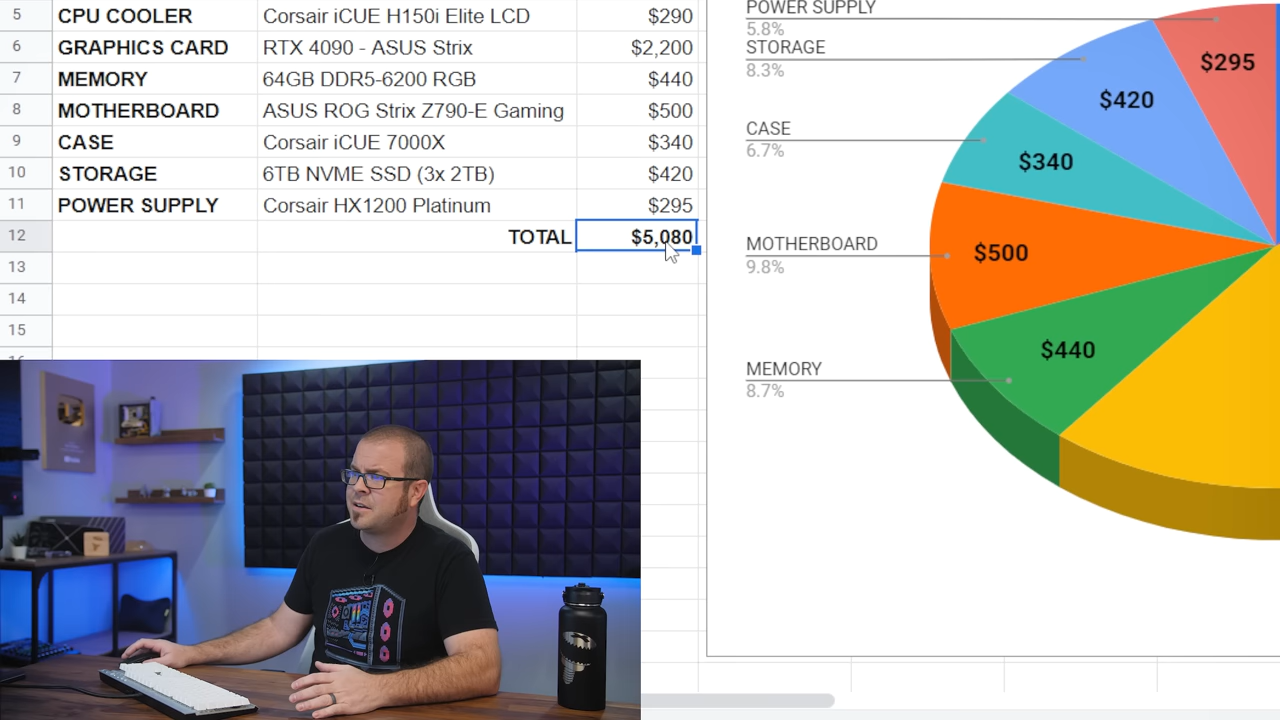 5 CPU COOLER Corsair iCUE H150i Elite LCD $290
6 GRAPHICS CARD RTX 4090 - ASUS Strix $2,200
7 MEMORY 64GB DDR5-6200 RGB $440
8 MOTHERBOARD ASUS ROG Strix Z790-E Gaming $500
9 CASE Corsair iCUE 7000X $340
10 STORAGE 6TB NVME SSD (3x 2TB) $420
11 POWER SUPPLY Corsair HX1200 Platinum $295
12 TOTAL $5,080
13
14
15
POWER SUPPLY
5.8%
STORAGE
8.3%
CASE
6.7%
MOTHERBOARD
9.8%
MEMORY
8.7%
$295
$420
$340
$500
$440